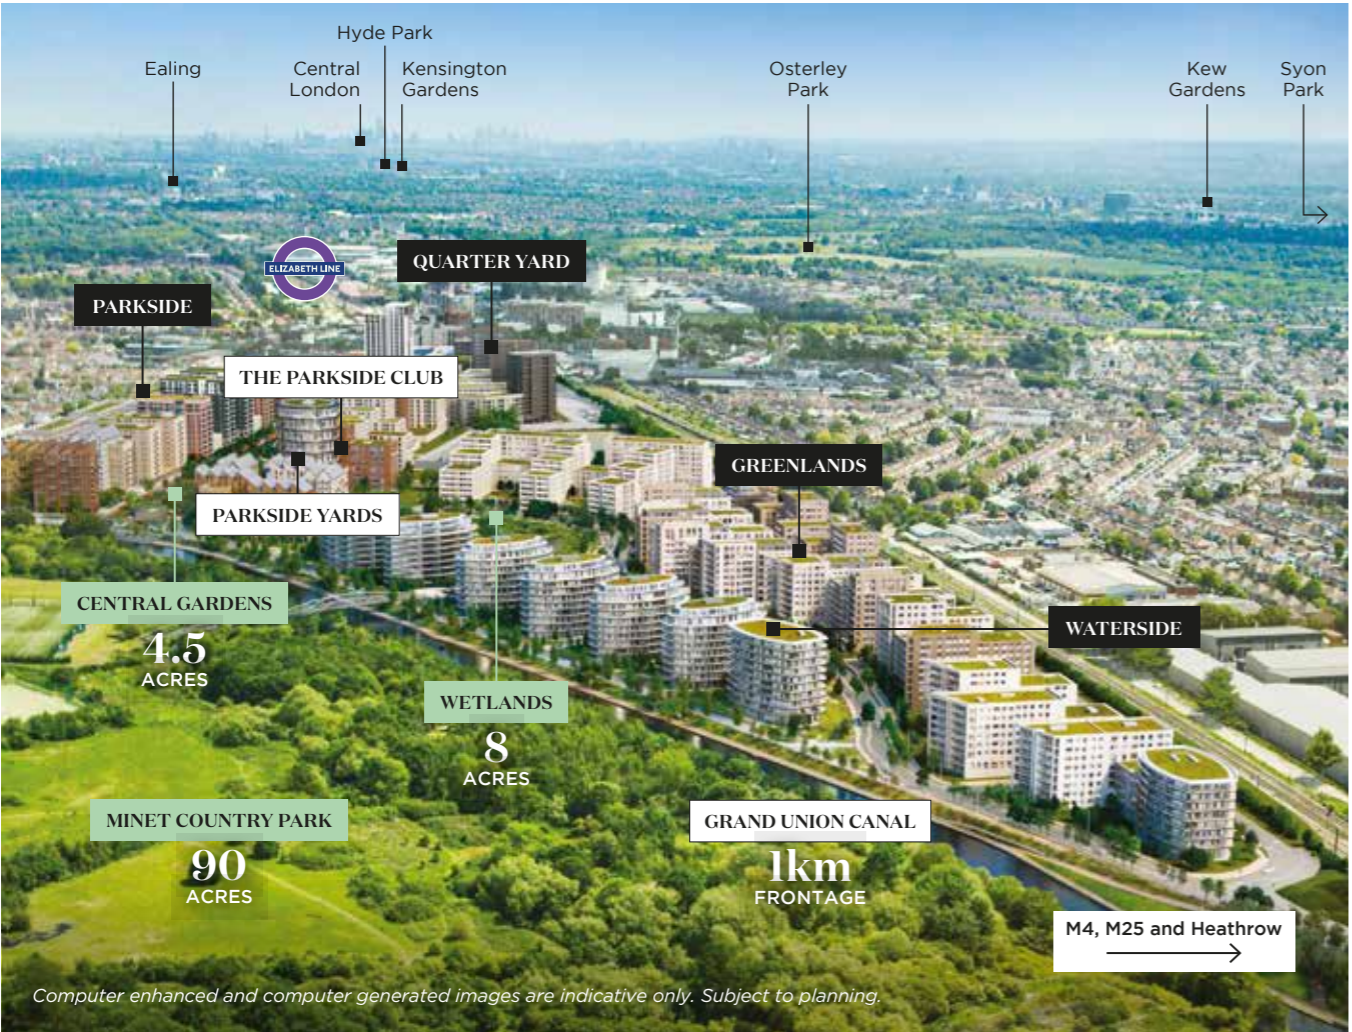 Hyde Park
Ealing
Central
London
Kensington
Gardens
Osterley
Park
Kew
Gardens
Syon
Park
ELIZABETH LINE
QUARTER YARD
PARKSIDE
THE PARKSIDE CLUB
GREENLANDS
PARKSIDE YARDS
CENTRAL GARDENS
4.5
ACRES
WATERSIDE
WETLANDS
8
ACRES
MINET COUNTRY PARK
90
ACRES
GRAND UNION CANAL
1km
FRONTAGE
M4, M25 and Heathrow
Computer enhanced and computer generated images are indicative only. Subject to planning.